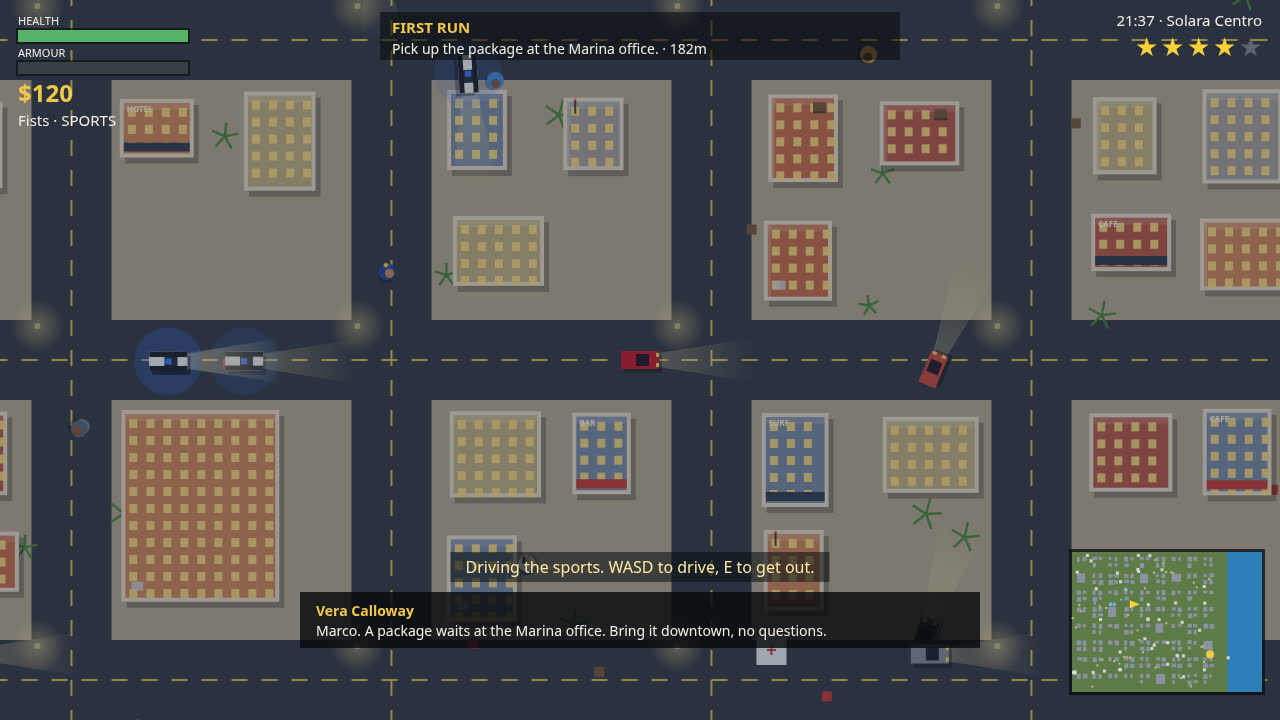 HEALTH
ARMOUR
$120
Fists · SPORTS
FIRST RUN
Pick up the package at the Marina office. · 182m
21:37 · Solara Centro
HOTEL
CAFE
BAR
SURF
CAFE
Driving the sports. WASD to drive, E to get out.
Vera Calloway
Marco. A package waits at the Marina office. Bring it downtown, no questions.